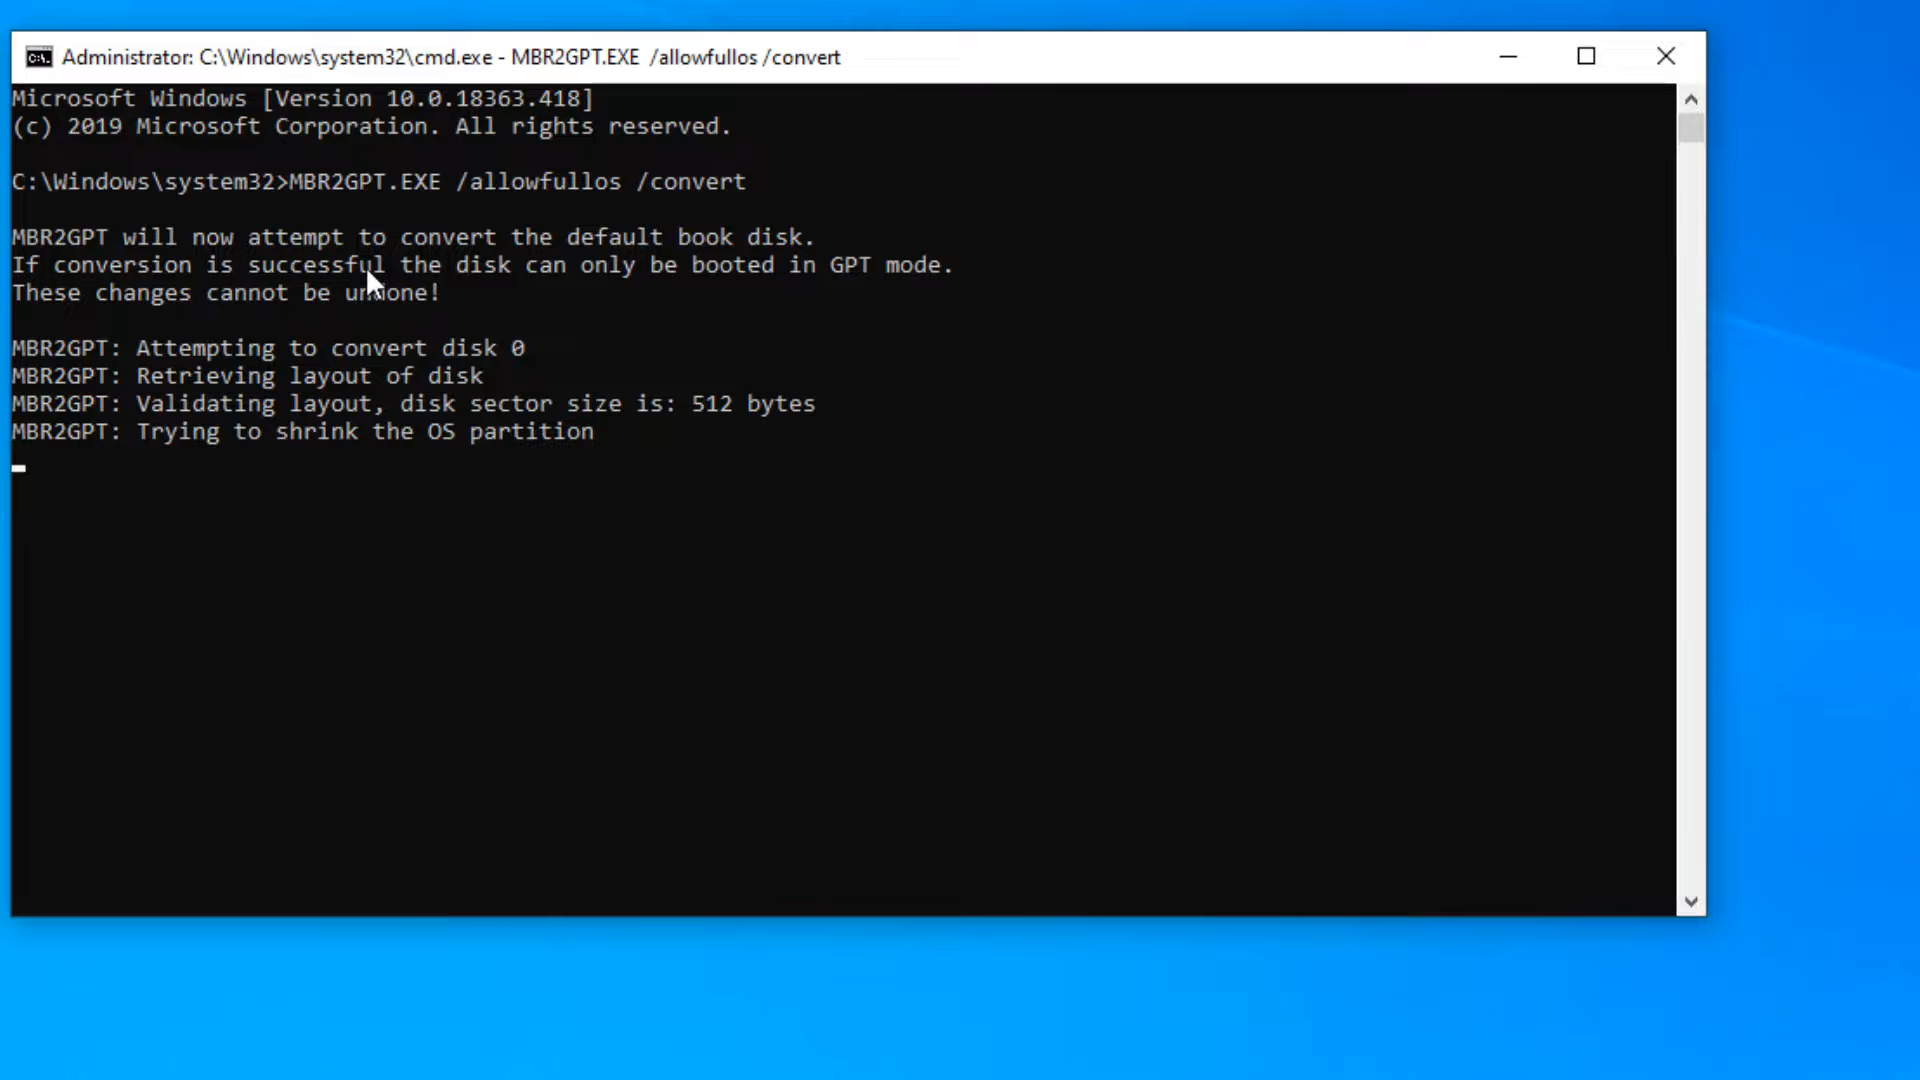 Administrator: C:\Windows\system32\cmd.exe - MBR2GPT.EXE /allowfullos /convert
Microsoft Windows [Version 10.0.18363.418]
(c) 2019 Microsoft Corporation. All rights reserved.
C:\Windows\system32>MBR2GPT.EXE /allowfullos /convert
MBR2GPT will now attempt to convert the default book disk.
If conversion is successful the disk can only be booted in GPT mode.
These changes cannot be undone!
MBR2GPT: Attempting to convert disk 0
MBR2GPT: Retrieving layout of disk
MBR2GPT: Validating layout, disk sector size is: 512 bytes
MBR2GPT: Trying to shrink the OS partition